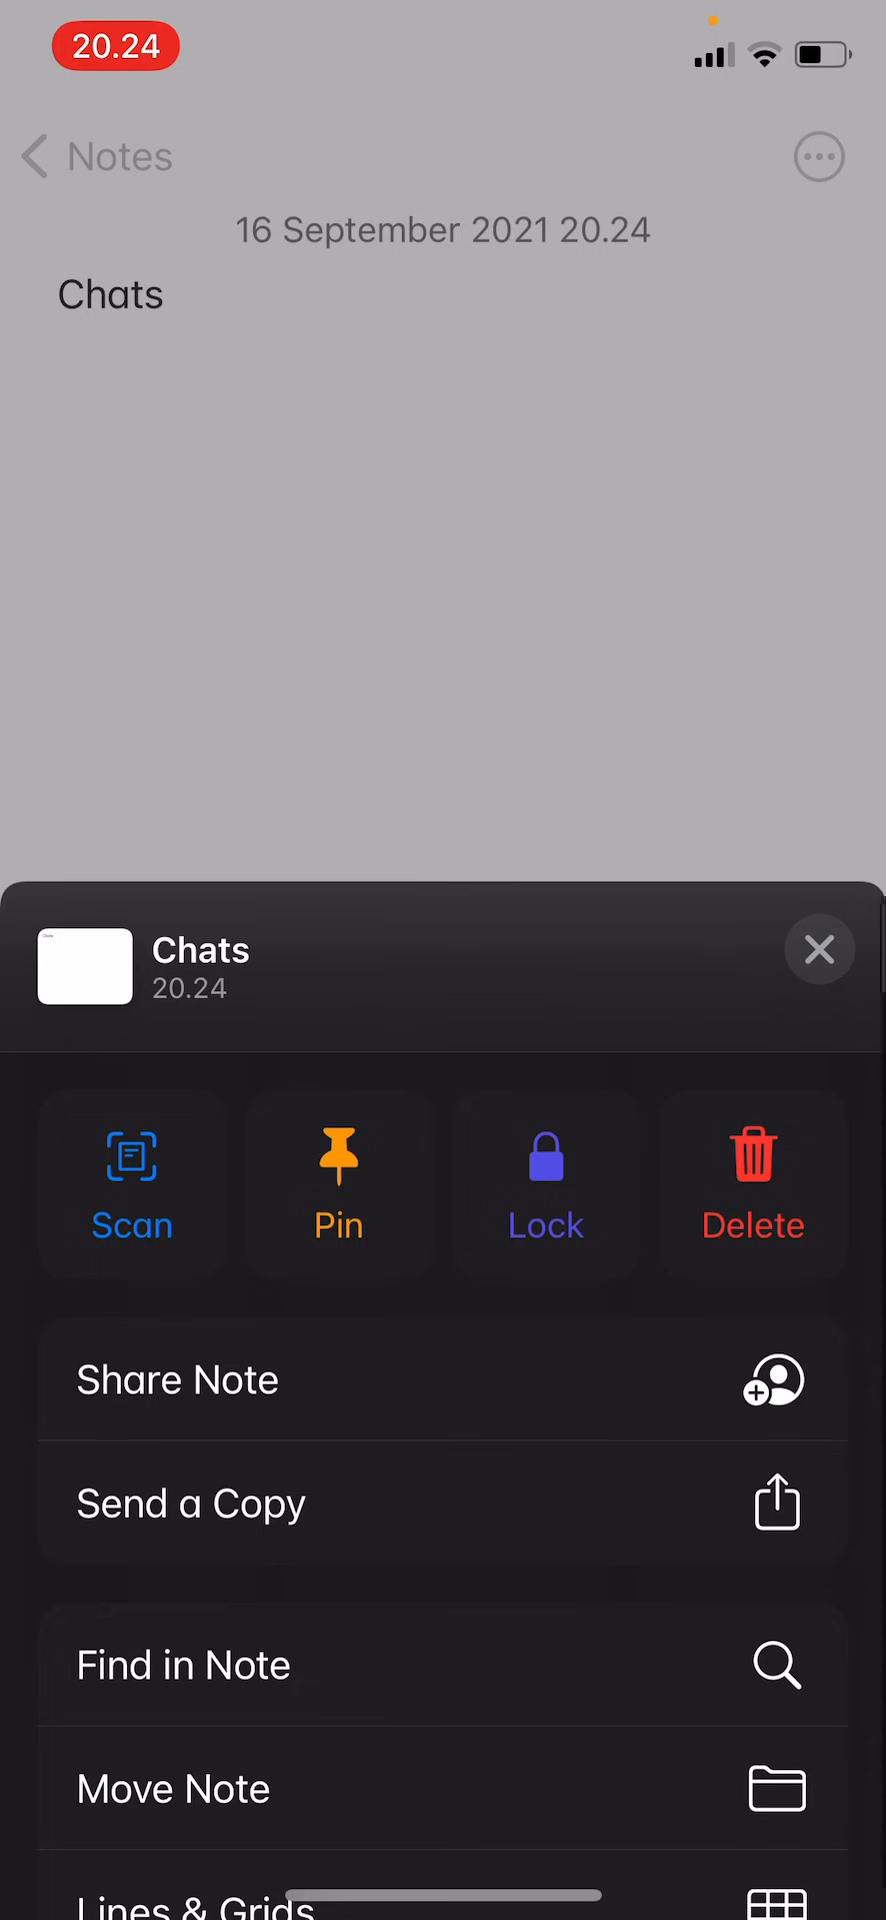 20.24
Notes
16 September 2021 20.24
Chats
Chats
20.24
Scan
Pin
Lock
Delete
Share Note
Send a Copy
Find in Note
Move Note
Lines & Grids